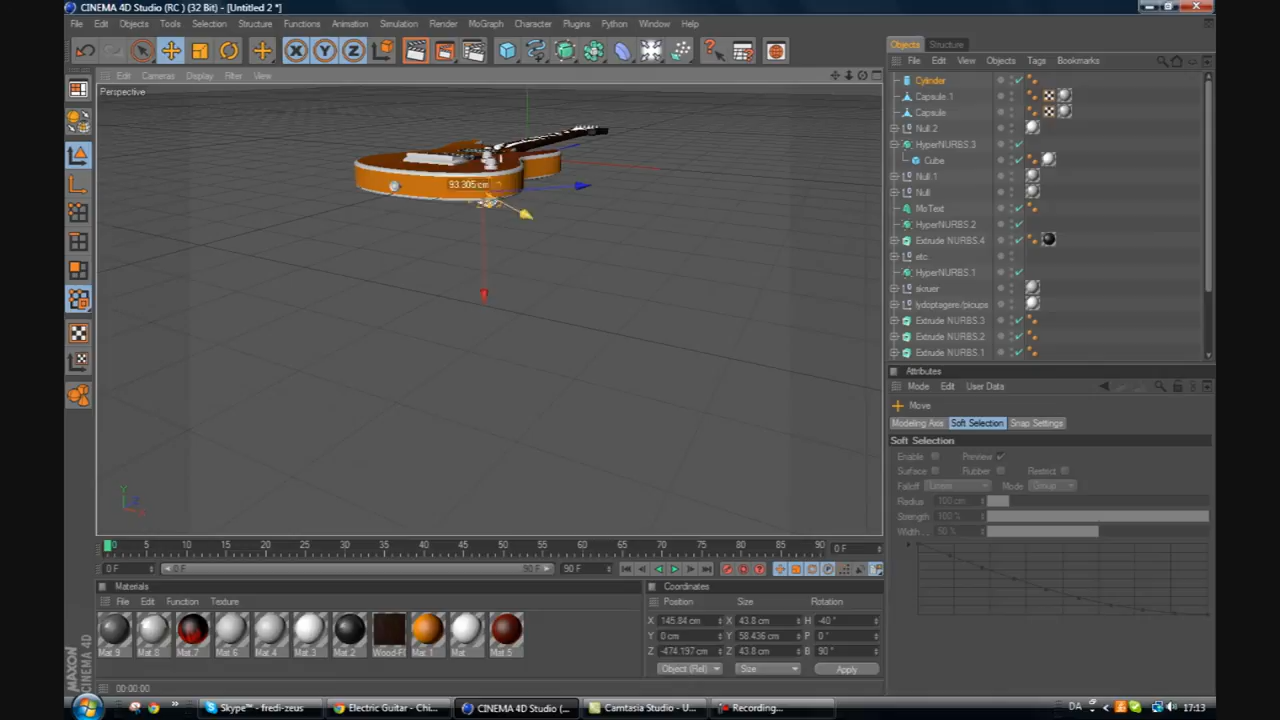 CINEMA 4D Studio (RC ) (32 Bit) - [Untitled 2 *]
File Edit Objects Tools Selection Structure Functions Animation Simulation Render MoGraph Character Plugins Python Window Help
X Y Z
Edit Cameras Display Filter View
Perspective
93.305 cm
Y Z X
Objects Structure
File Edit View Objects Tags Bookmarks
Cylinder
Capsule.1
Capsule
Null.2
HyperNURBS.3
Cube
Null.1
Null
MoText
HyperNURBS.2
Extrude NURBS.4
etc.
HyperNURBS.1
skruer
lydoptagere/picups
Extrude NURBS.3
Extrude NURBS.2
Extrude NURBS.1
Attributes
Mode Edit User Data
Move
Modeling Axis Soft Selection Snap Settings
Soft Selection
Enable Preview
Surface Rubber Restrict
Falloff Linear Mode Group
Radius 100 cm
Strength 100 %
Width . . 50 %
0 5 10 15 20 25 30 35 40 45 50 55 60 65 70 75 80 85 90 0 F
0 F 0 F 90 F 90 F
Materials
File Edit Function Texture
Mat.9 Mat.8 Mat.7 Mat.6 Mat.4 Mat.3 Mat.2 Wood-Fl Mat.1 Mat Mat.5
Coordinates
Position Size Rotation
X 145.84 cm X 43.8 cm H -40 °
Y 0 cm Y 58.436 cm P 0 °
Z -474.197 cm Z 43.8 cm B 90 °
Object (Rel) Size Apply
MAXON
CINEMA 4D
00:00:00
Skype™ - fredi-zeus Electric Guitar - Chi... CINEMA 4D Studio (... Camtasia Studio - U... Recording... DA 17:13